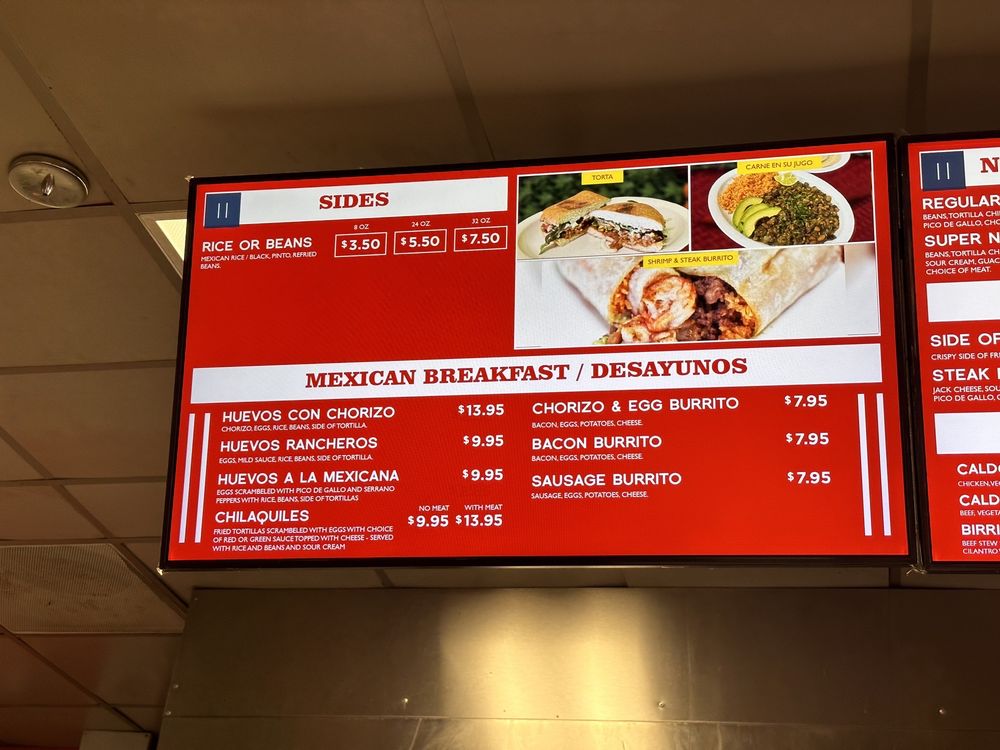 SIDES
8 OZ 24 OZ 32 OZ
RICE OR BEANS $3.50 $5.50 $7.50
MEXICAN RICE / BLACK, PINTO, REFRIED
BEANS.
TORTA
CARNE EN SU JUGO
SHRIMP & STEAK BURRITO
MEXICAN BREAKFAST / DESAYUNOS
HUEVOS CON CHORIZO $13.95
CHORIZO, EGGS, RICE, BEANS, SIDE OF TORTILLA.
HUEVOS RANCHEROS $9.95
EGGS, MILD SAUCE, RICE, BEANS, SIDE OF TORTILLA.
HUEVOS A LA MEXICANA $9.95
EGGS SCRAMBLED WITH PICO DE GALLO AND SERRANO
PEPPERS WITH RICE, BEANS, SIDE OF TORTILLAS
NO MEAT WITH MEAT
CHILAQUILES $9.95 $13.95
FRIED TORTILLAS SCRAMBLED WITH EGGS WITH CHOICE
OF RED OR GREEN SAUCE TOPPED WITH CHEESE - SERVED
WITH RICE AND BEANS AND SOUR CREAM
CHORIZO & EGG BURRITO $7.95
BACON, EGGS, POTATOES, CHEESE.
BACON BURRITO $7.95
BACON, EGGS, POTATOES, CHEESE.
SAUSAGE BURRITO $7.95
SAUSAGE, EGGS, POTATOES, CHEESE.
N
REGULAR
BEANS, TORTILLA CHI
PICO DE GALLO, CHO
SUPER N
BEANS, TORTILLA CH
SOUR CREAM, GUAC
CHOICE OF MEAT.
SIDE OF
CRISPY SIDE OF FR
STEAK
JACK CHEESE, SOU
PICO DE GALLO,
CALD
CHICKEN, VE
CALD
BEEF, VEGETA
BIRRI
BEEF STEW
CILANTRO